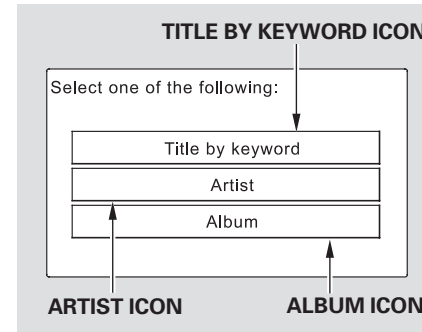 TITLE BY KEYWORD ICON
Select one of the following:
Title by keyword
Artist
Album
ARTIST ICON
ALBUM ICON